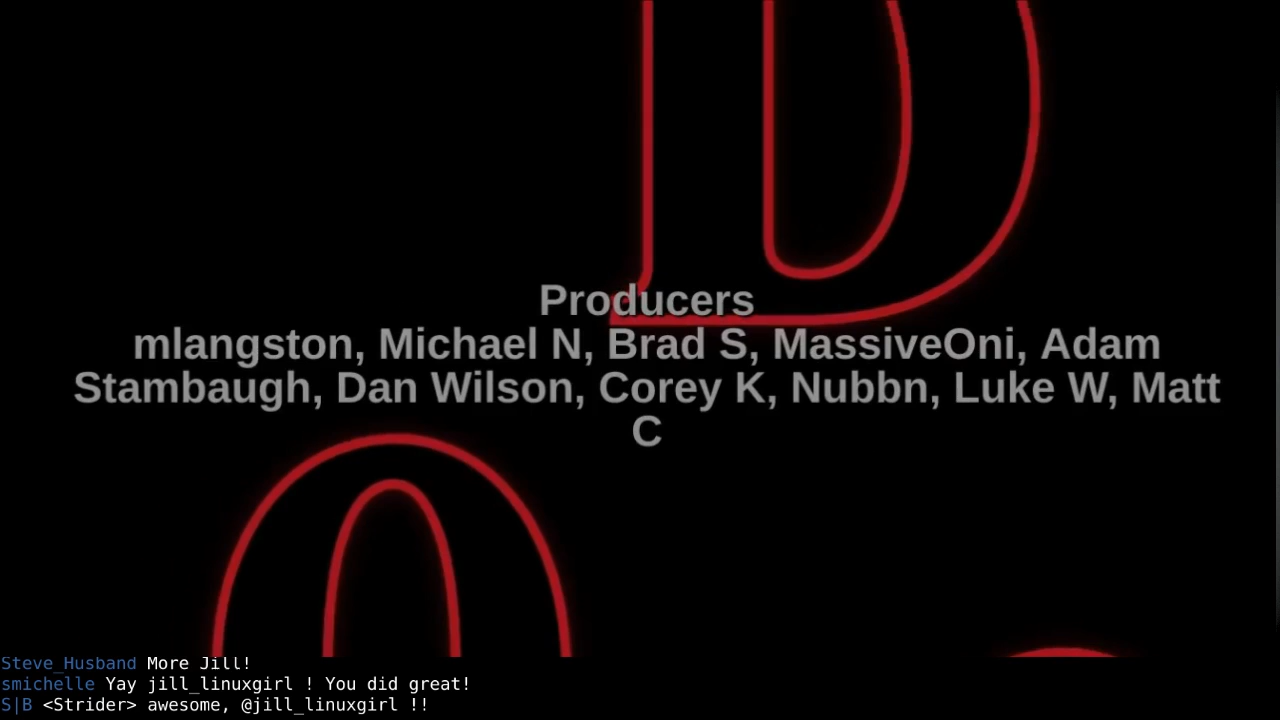 D
Producers
mlangston, Michael N, Brad S, MassiveOni, Adam
Stambaugh, Dan Wilson, Corey K, Nubbn, Luke W, Matt
C
O
Steve_Husband More Jill!
smichelle Yay jill_linuxgirl ! You did great!
S|B <Strider> awesome, @jill_linuxgirl !!